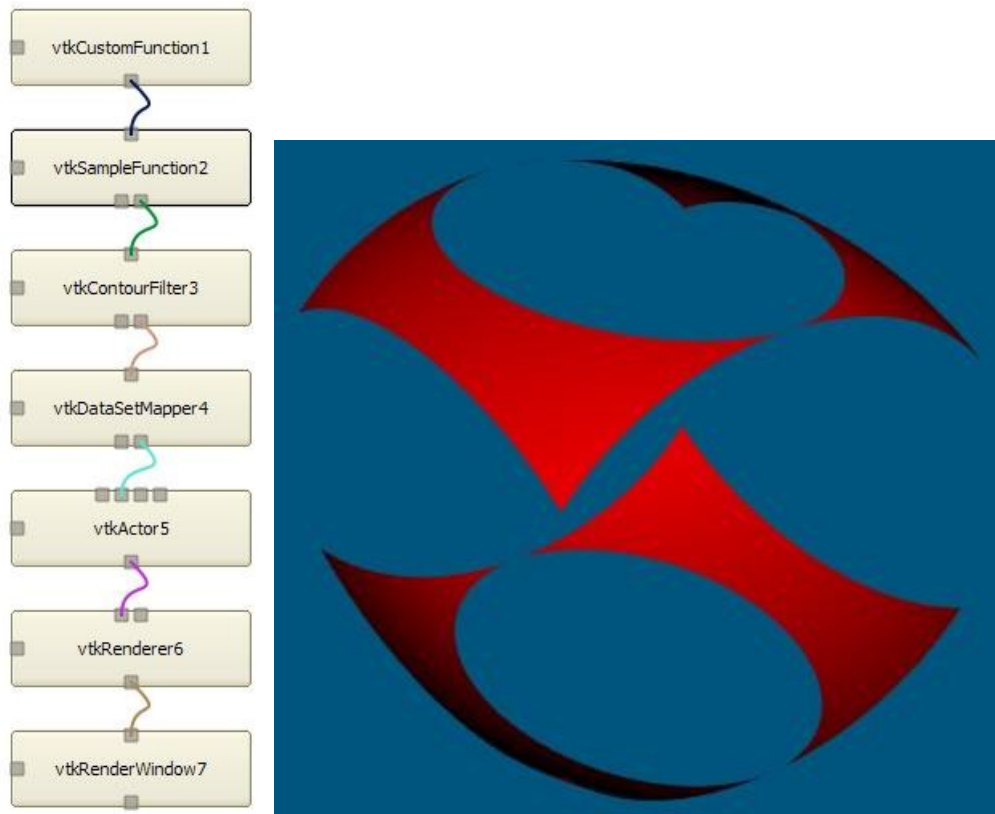 vtkCustomFunction1
vtkSampleFunction2
vtkContourFilter3
vtkDataSetMapper4
vtkActor5
vtkRenderer6
vtkRenderWindow7